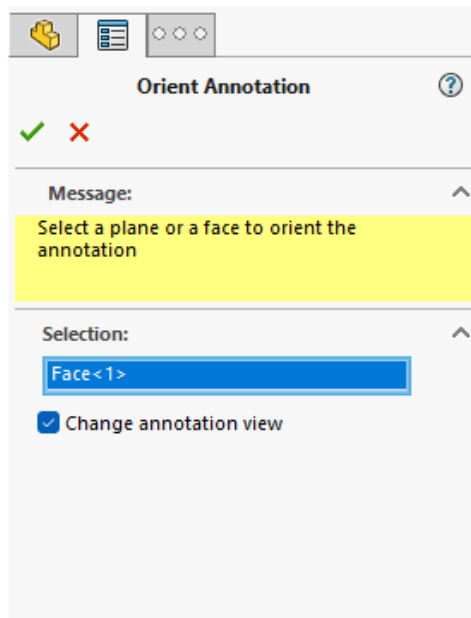 Orient Annotation
Message:
Select a plane or a face to orient the
annotation
Selection:
Face<1>
Change annotation view